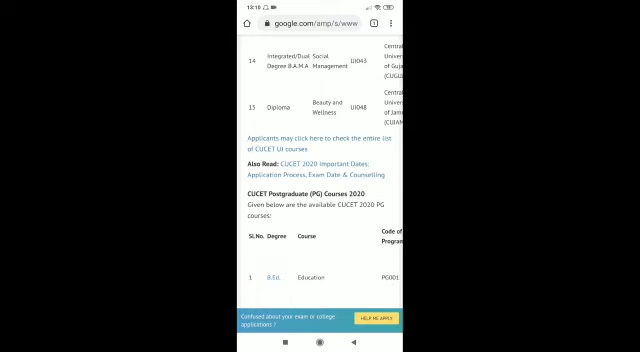 13:10
google.com/amp/s/www
1
Central
14 Integrated/Dual Social UI043 Univer
Degree B.A.M.A Management of Guja
(CUGU
Central
15 Diploma Beauty and UI048 Univer
Wellness of Jam
(CUJAM
Applicants may click here to check the entire list
of CUCET UI courses
Also Read: CUCET 2020 Important Dates:
Application Process, Exam Date & Counselling
CUCET Postgraduate (PG) Courses 2020
Given below are the available CUCET 2020 PG
courses:
Sl.No. Degree Course Code of
Program
1 B.Ed. Education PG001
Confused about your exam or college
applications ?
HELP ME APPLY